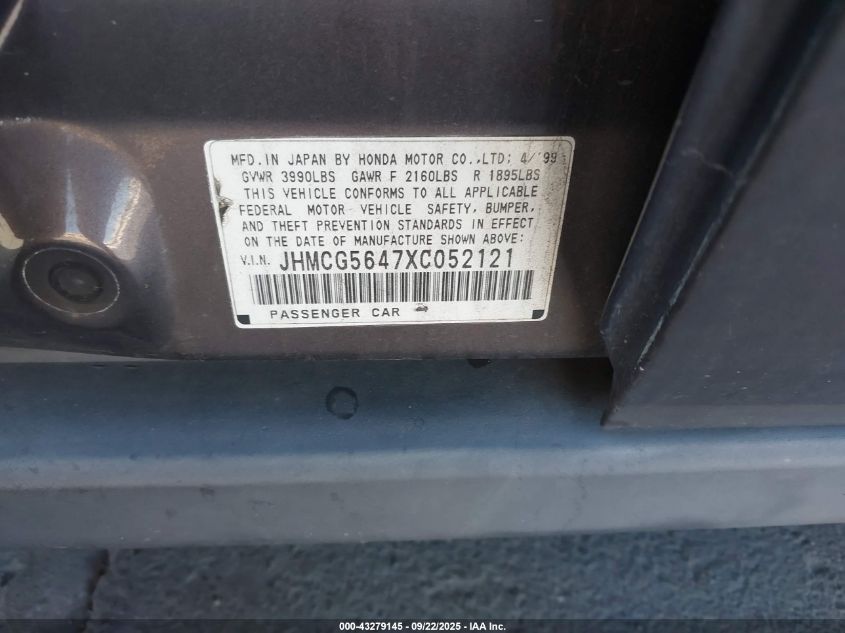 MFD. IN JAPAN BY HONDA MOTOR CO.,LTD; 4/'99
GVWR 3990LBS GAWR F 2160LBS R 1895LBS
THIS VEHICLE CONFORMS TO ALL APPLICABLE
FEDERAL MOTOR VEHICLE SAFETY, BUMPER,
AND THEFT PREVENTION STANDARDS IN EFFECT
ON THE DATE OF MANUFACTURE SHOWN ABOVE:
V.I.N. JHMCG5647XC052121
PASSENGER CAR
000-43279145 - 09/22/2025 - IAA Inc.